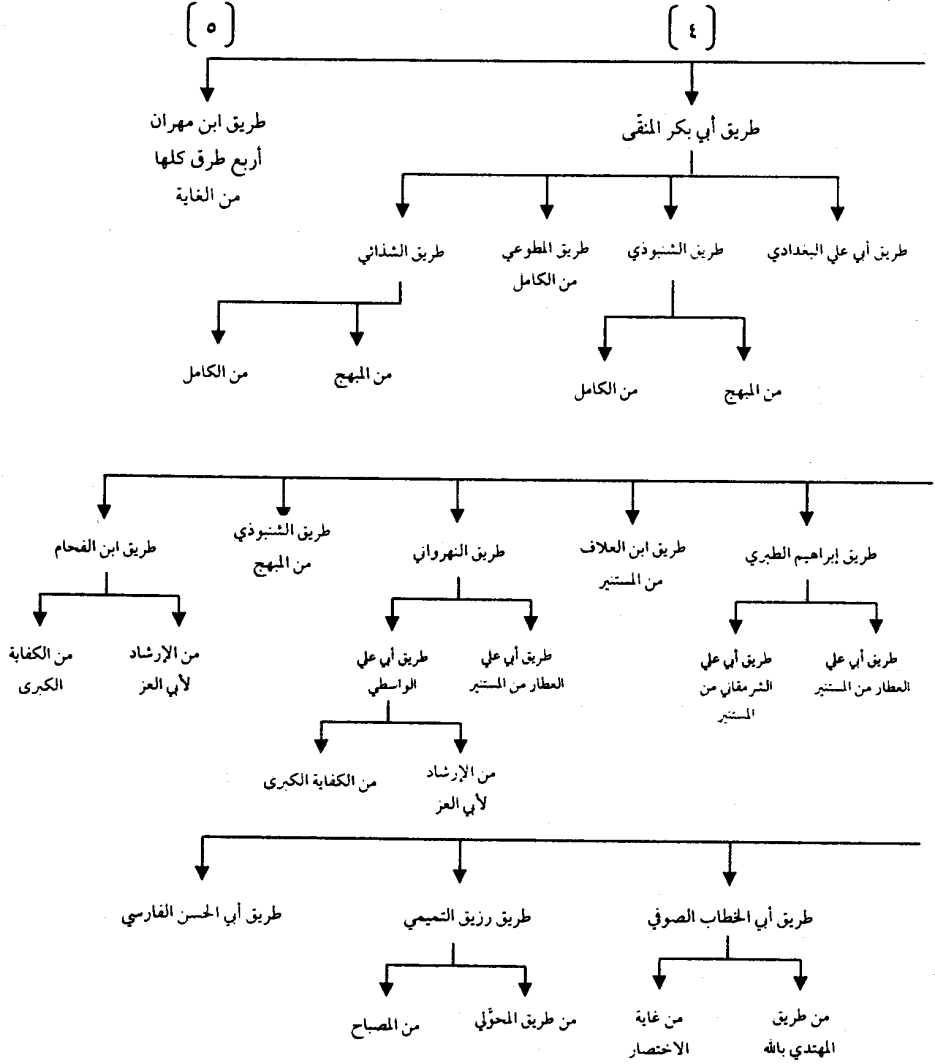 [٤]
[٥]
طريق أبي بكر المنقّى
طريق ابن مهران
أربع طرق كلها
من الغاية
طريق أبي علي البغدادي
طريق الشنبوذي
طريق المطوعي
من الكامل
طريق الشذائي
من المبهج
من الكامل
من المبهج
من الكامل
طريق إبراهيم الطبري
طريق ابن العلاف
من المستنير
طريق النهرواني
طريق الشنبوذي
من المبهج
طريق ابن الفحام
طريق أبي علي
العطار من المستنير
طريق أبي علي
الشرمقاني من
المستنير
طريق أبي علي
العطار من المستنير
طريق أبي علي
الواسطي
من الإرشاد
لأبي العز
من الكفاية
الكبرى
من الإرشاد
لأبي العز
من الكفاية الكبرى
طريق أبي الخطاب الصوفي
طريق رزيق التميمي
طريق أبي الحسن الفارسي
من طريق
المهتدي بالله
من غاية
الاختصار
من طريق المحوَّلي
من المصباح